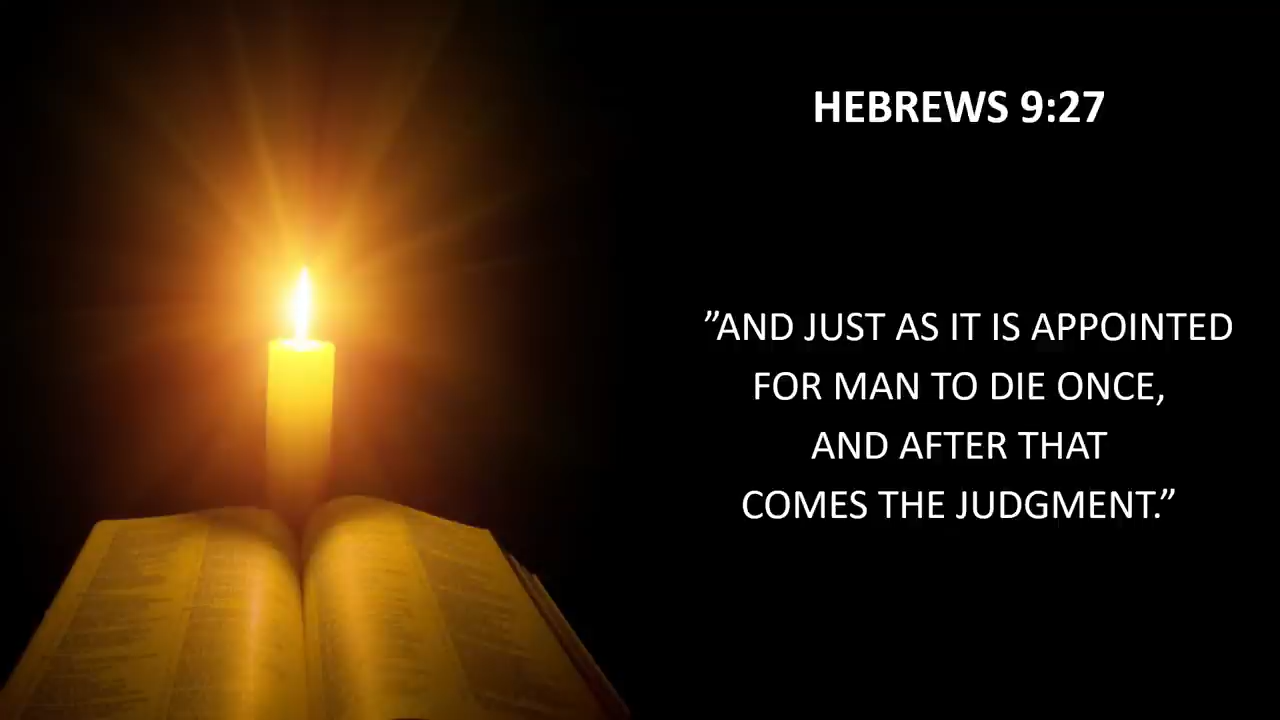 HEBREWS 9:27
”AND JUST AS IT IS APPOINTED
FOR MAN TO DIE ONCE,
AND AFTER THAT
COMES THE JUDGMENT.”